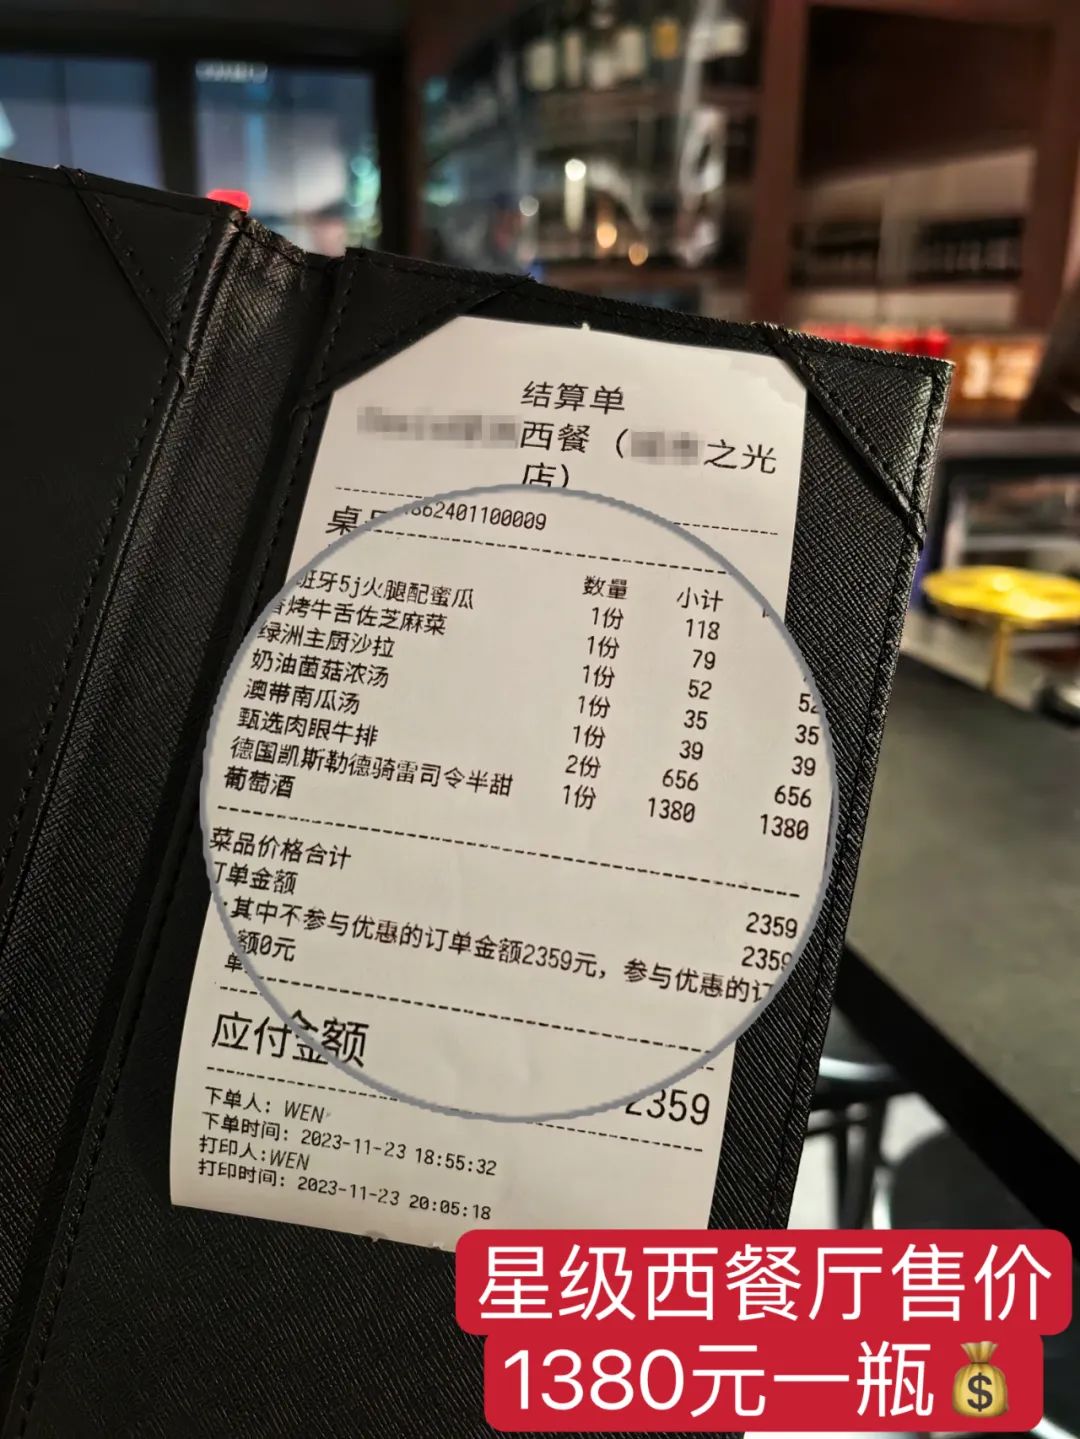 结算单
西餐（
之光
店）
桌
862401100009
数量 小计
班牙5j火腿配蜜瓜 1份 118
香烤牛舌佐芝麻菜 1份 79
绿洲主厨沙拉 1份 52 52
奶油菌菇浓汤 1份 35 35
澳带南瓜汤 1份 39 39
甄选肉眼牛排 2份 656 656
德国凯斯勒德骑雷司令半甜 1份 1380 1380
葡萄酒
菜品价格合计 2359
订单金额 2359
其中不参与优惠的订单金额2359元，参与优惠的订
单 额0元
应付金额 2359
下单人: WEN
下单时间: 2023-11-23 18:55:32
打印人:WEN
打印时间: 2023-11-23 20:05:18
星级西餐厅售价
1380元一瓶